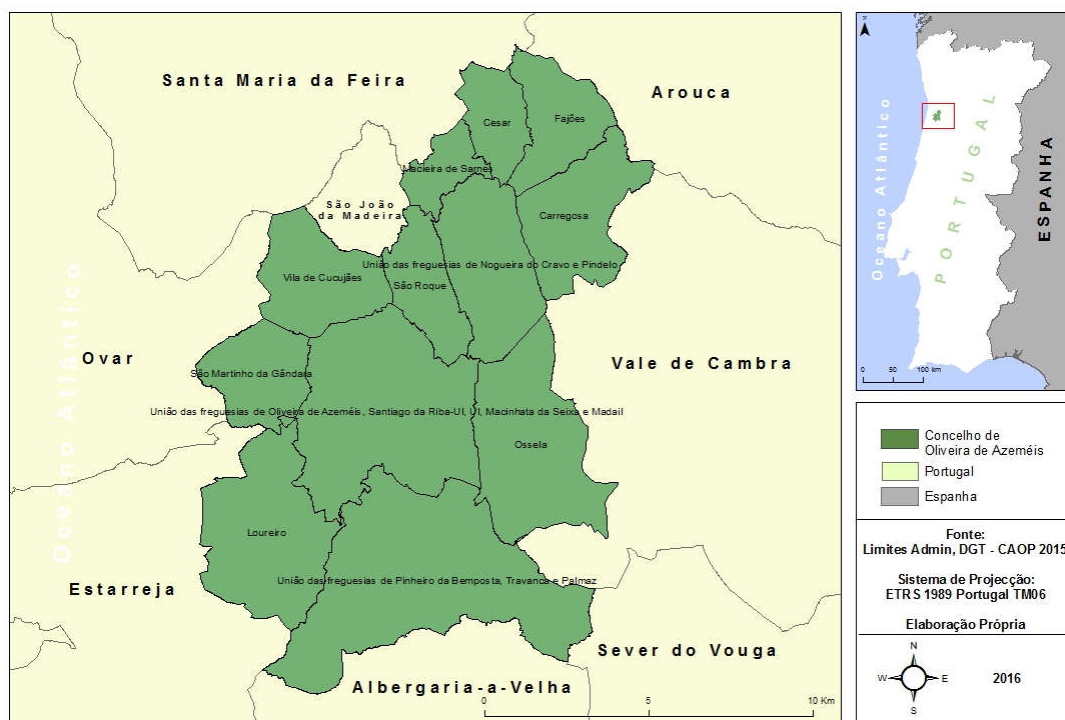 Santa Maria da Feira
Arouca
Cesar
Fajões
Macieira de Sarnes
São João
da Madeira
Carregosa
União das freguesias de Nogueira do Cravo e Pindelo
Vila de Cucujães
São Roque
Ovar
Vale de Cambra
São Martinho da Gândara
União das freguesias de Oliveira de Azeméis, Santiago da Riba-Ul, Ul, Macinhata da Seixa e Madail
Ossela
Oceano Atlântico
Loureiro
União das freguesias de Pinheiro da Bemposta, Travanca e Palmaz
Estarreja
Sever do Vouga
Albergaria-a-Velha
0 5 10 Km
N
Oceano Atlântico
PORTUGAL
ESPANHA
0 50 100 km
Concelho de
Oliveira de Azeméis
Portugal
Espanha
Fonte:
Limites Admin, DGT - CAOP 2015
Sistema de Projecção:
ETRS 1989 Portugal TM06
Elaboração Própria
N
W E
S
2016